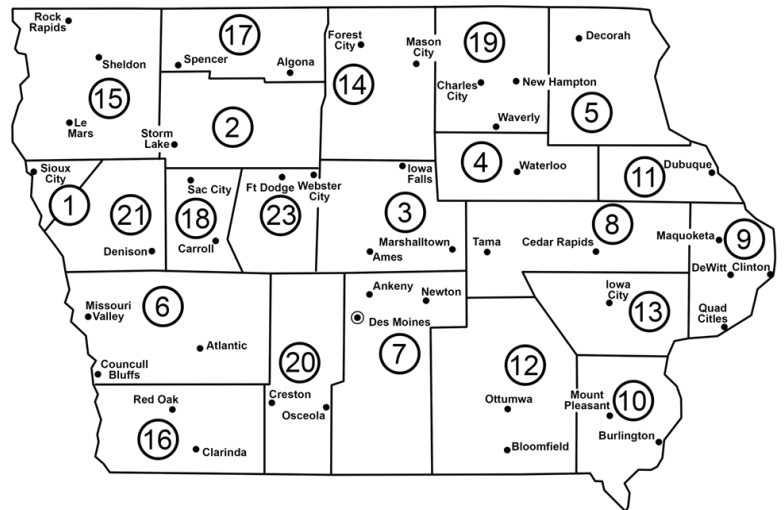 Rock
Rapids
17
Spencer
Algona
Forest
City
Mason
City
19
Decorah
Sheldon
15
14
Charles
City
New Hampton
5
Le
Mars
2
Storm
Lake
Waverly
4
Waterloo
Dubuque
11
Sioux
City
1
21
Denison
Sac City
18
Carroll
Ft Dodge
Webster
City
23
Iowa
Falls
3
Marshalltown
Ames
8
Tama
Cedar Rapids
Maquoketa
9
DeWitt
Clinton
Quad
Citles
6
Missouri
Valley
Atlantic
Councull
Bluffs
Ankeny
Newton
Des Moines
7
20
Creston
Osceola
Iowa
City
13
12
Ottumwa
Bloomfield
Mount
Pleasant
10
Burlington
Red Oak
16
Clarinda